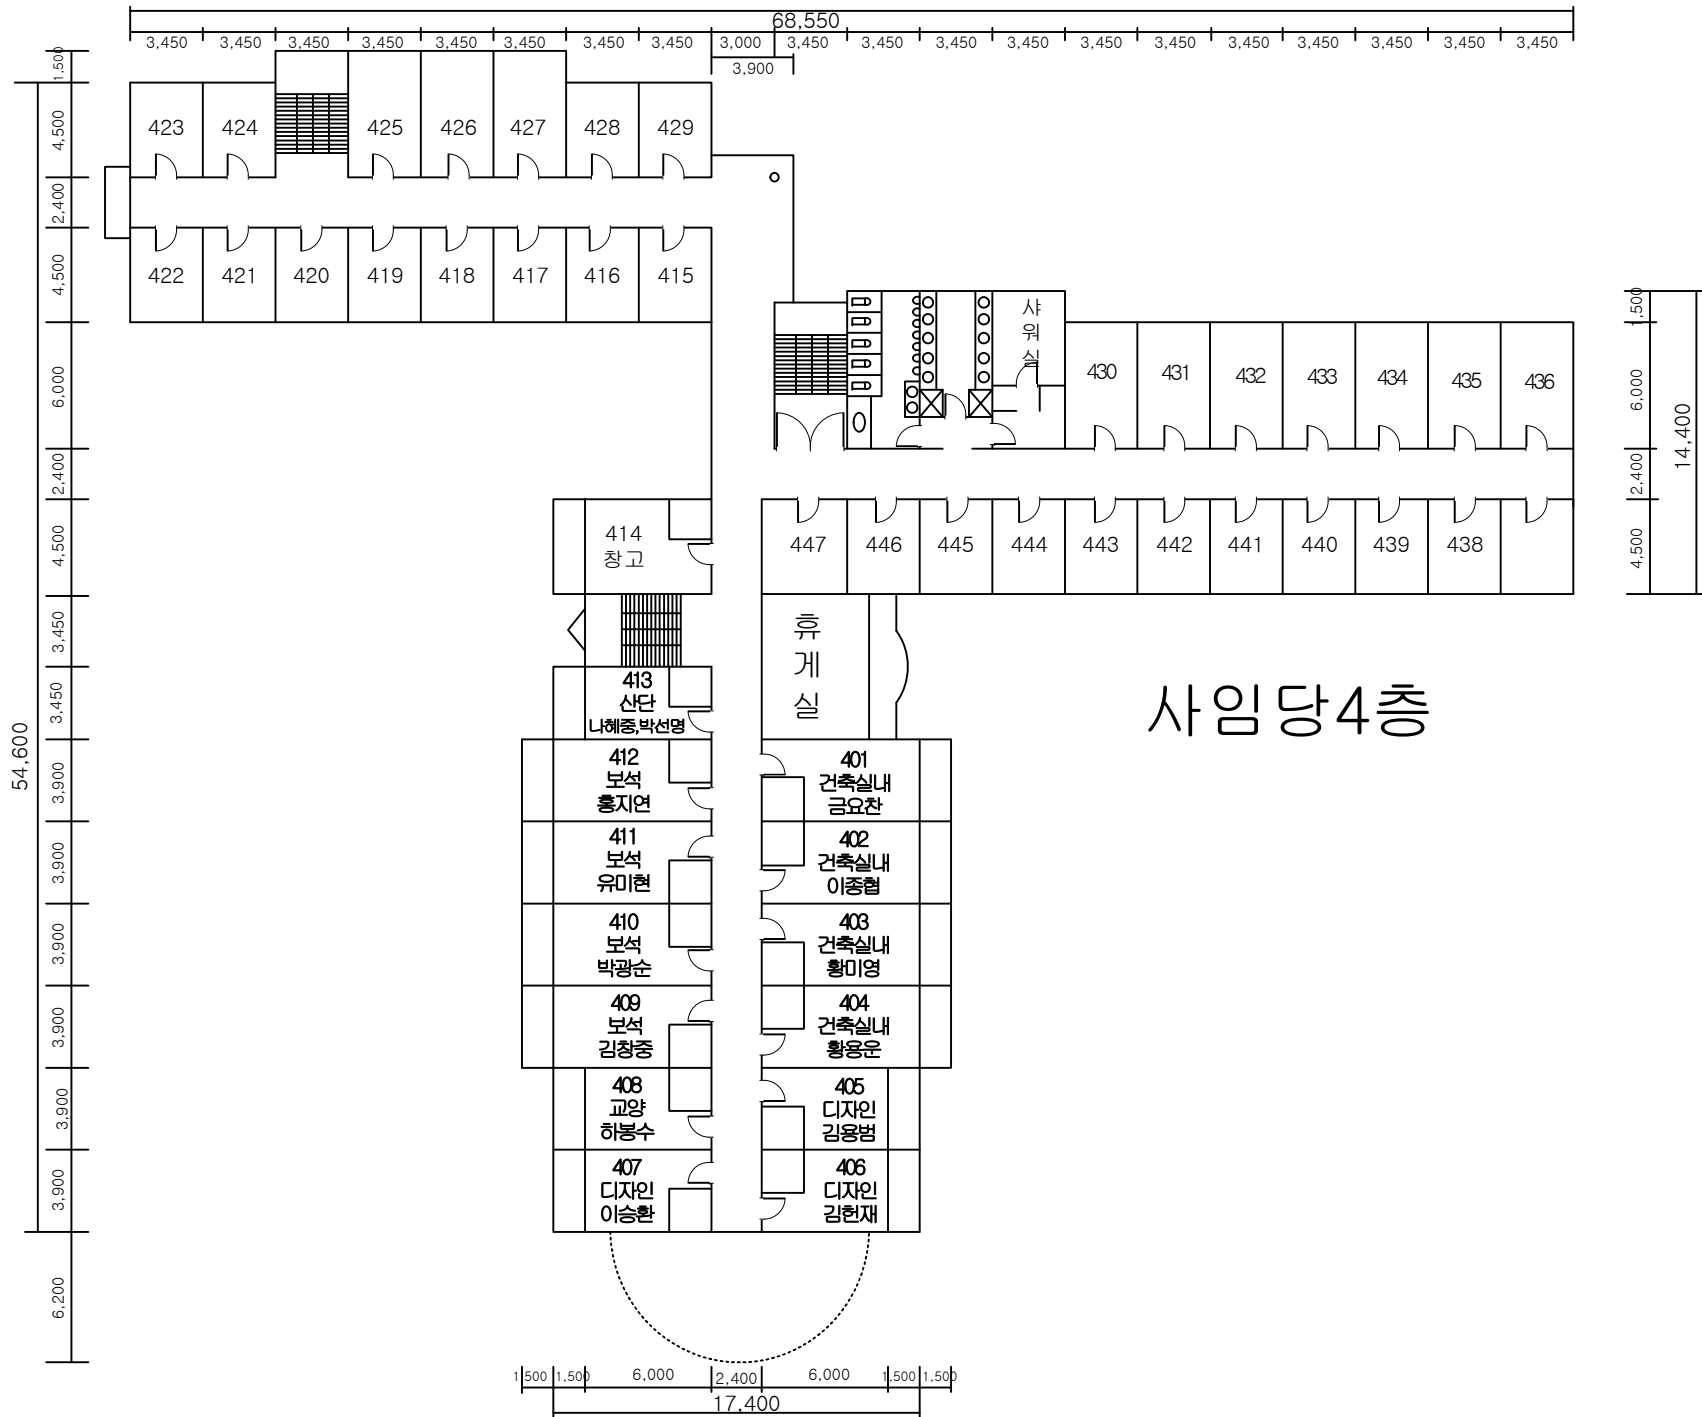 68,550
3,450 3,450 3,450 3,450 3,450 3,450 3,450 3,450 3,000 3,450 3,450 3,450 3,450 3,450 3,450 3,450 3,450 3,450 3,450 3,450
3,900
1,500
4,500
2,400
4,500
6,000
2,400
4,500
3,450
3,450
3,900
3,900
3,900
3,900
3,900
3,900
6,200
54,600
423 424 425 426 427 428 429
422 421 420 419 418 417 416 415
샤
워
실
430 431 432 433 434 435 436
1,500
6,000
2,400
4,500
14,400
447 446 445 444 443 442 441 440 439 438
414
창고
휴
게
실
사임당4층
413
산단
나혜중,박선명
412
보석
홍지연
401
건축실내
금요찬
411
보석
유미현
402
건축실내
이종협
410
보석
박광순
403
건축실내
황미영
409
보석
김창중
404
건축실내
황용운
408
교양
하봉수
405
디자인
김용범
407
디자인
이승환
406
디자인
김헌재
1,500 1,500 6,000 2,400 6,000 1,500 1,500
17,400